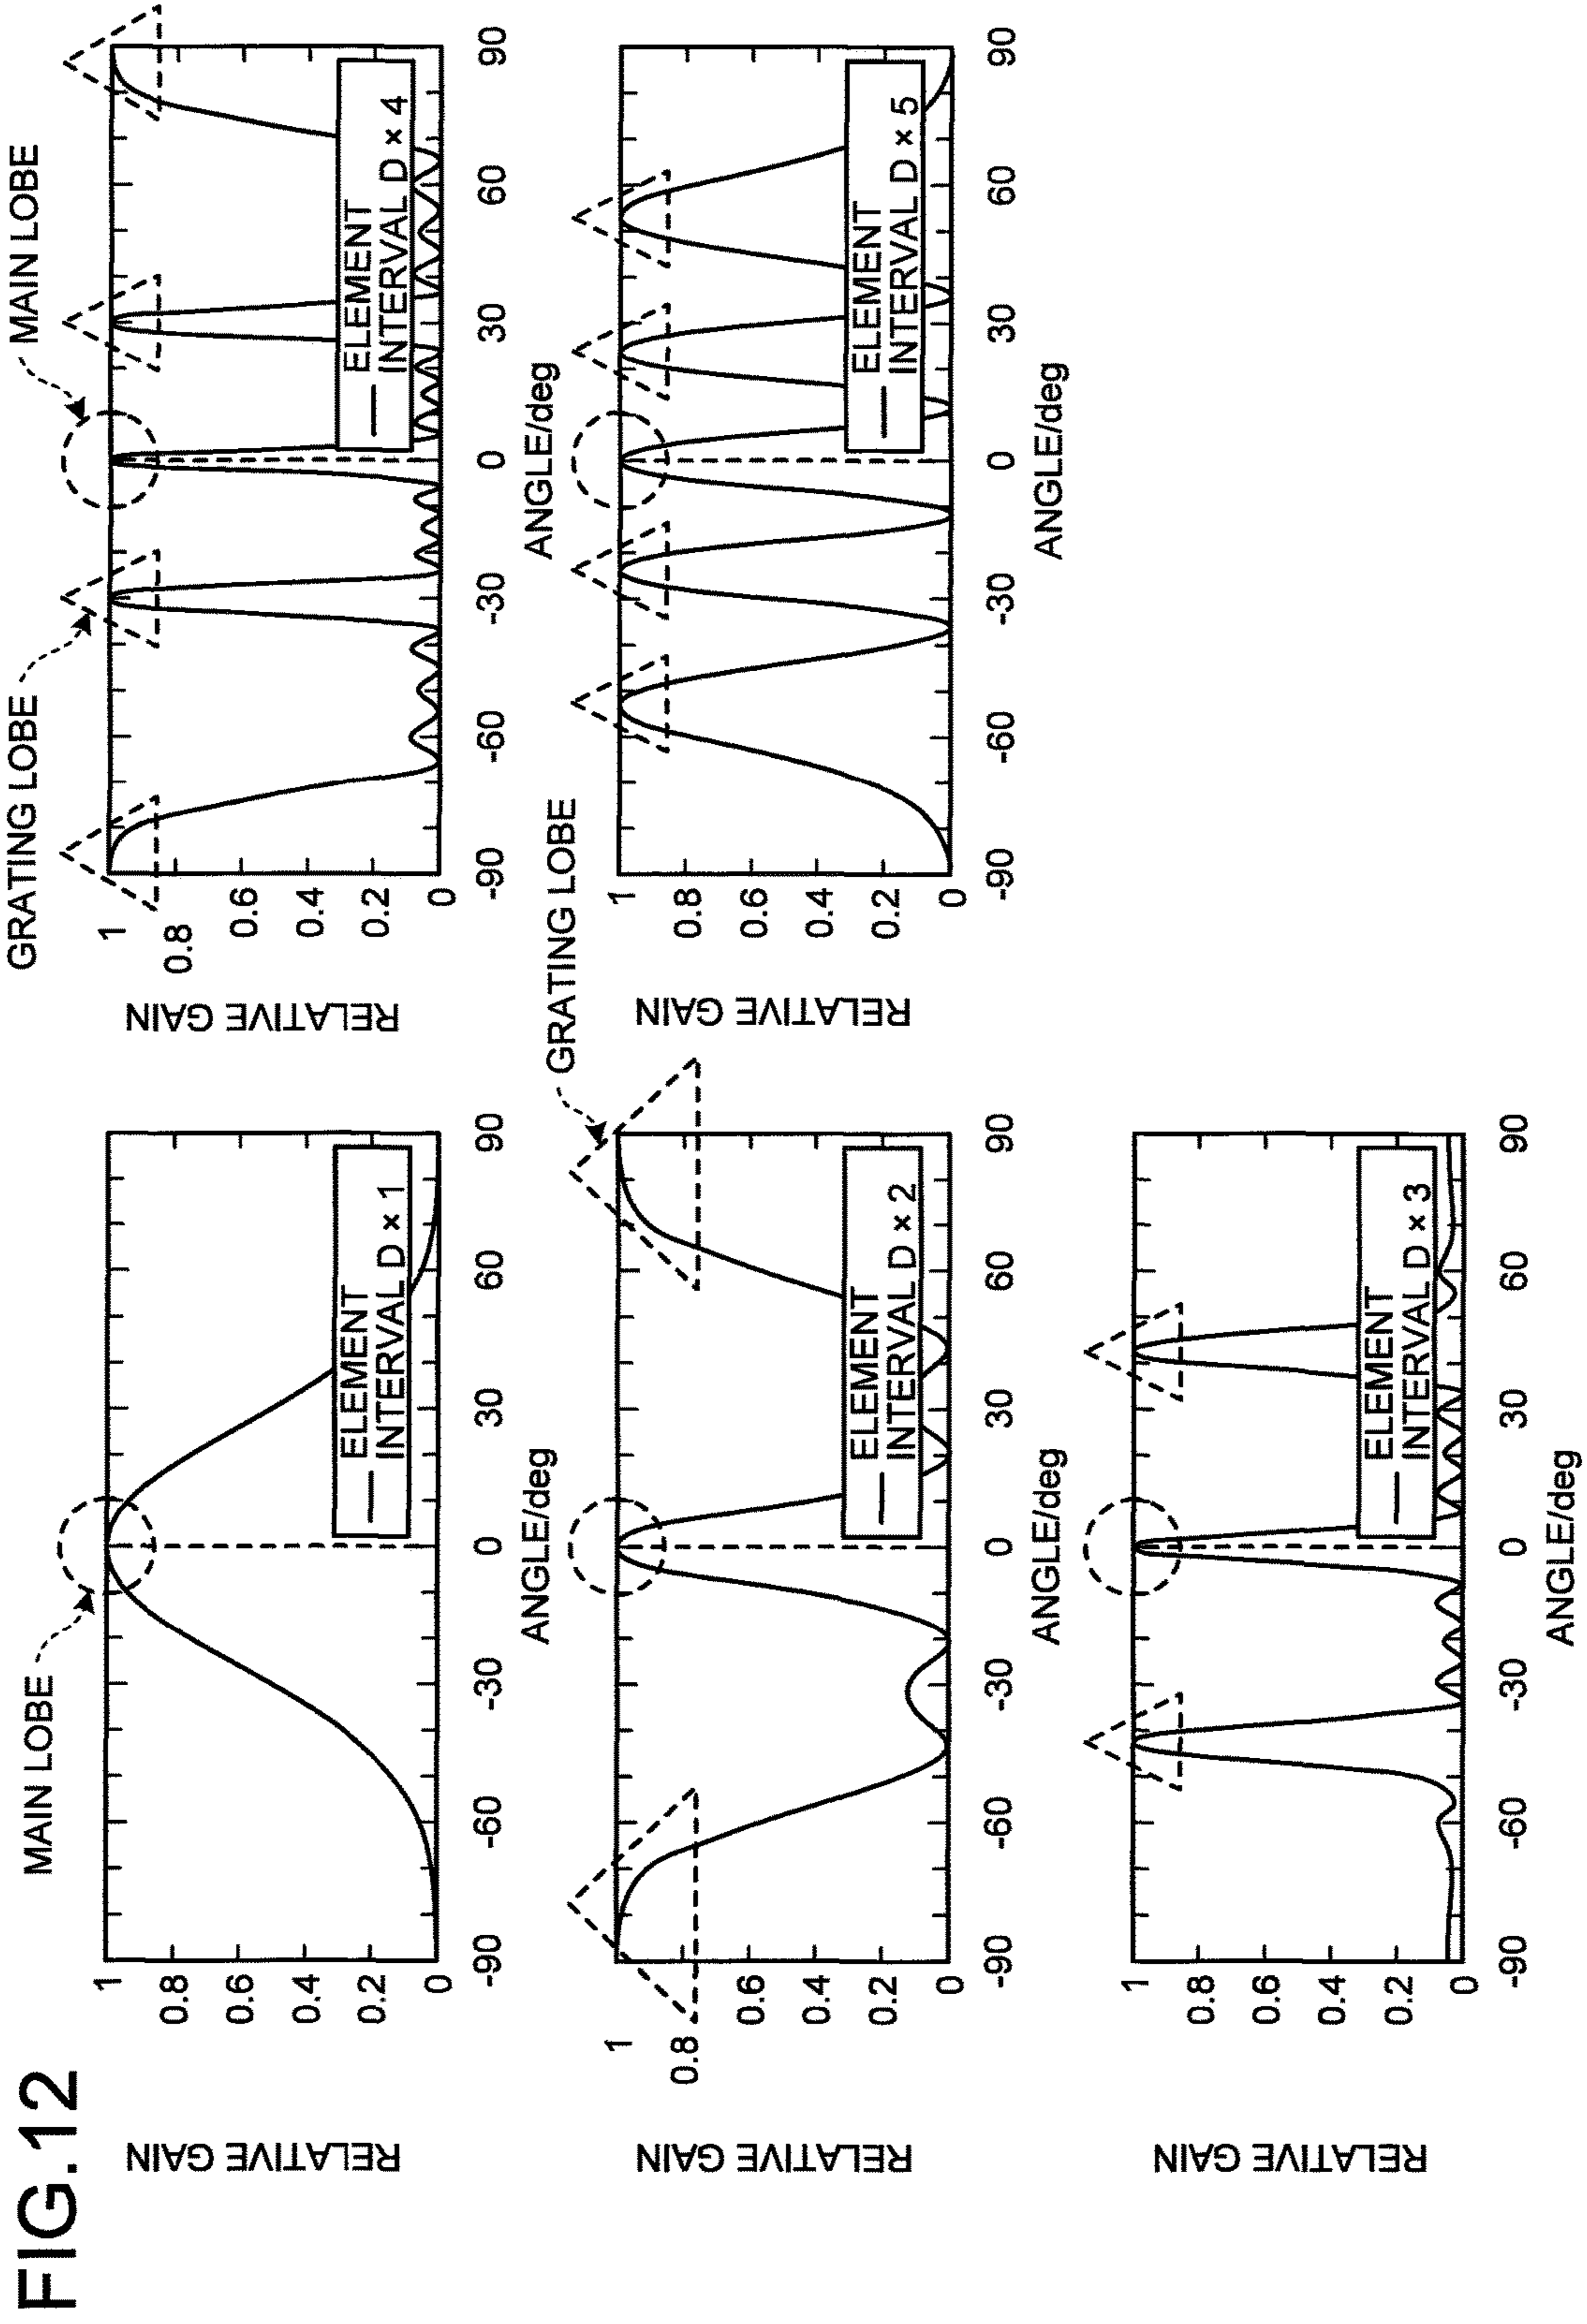 FIG.12
MAIN LOBE
RELATIVE GAIN
1
0.8
0.6
0.4
0.2
0
-90
-60
-30
0
30
60
90
ANGLE/deg
ELEMENT
INTERVAL D × 1
GRATING LOBE
RELATIVE GAIN
1
0.8
0.6
0.4
0.2
0
-90
-60
-30
0
30
60
90
ANGLE/deg
ELEMENT
INTERVAL D × 2
RELATIVE GAIN
1
0.8
0.6
0.4
0.2
0
-90
-60
-30
0
30
60
90
ANGLE/deg
ELEMENT
INTERVAL D × 3
GRATING LOBE
MAIN LOBE
RELATIVE GAIN
1
0.8
0.6
0.4
0.2
0
-90
-60
-30
0
30
60
90
ANGLE/deg
ELEMENT
INTERVAL D × 4
RELATIVE GAIN
1
0.8
0.6
0.4
0.2
0
-90
-60
-30
0
30
60
90
ANGLE/deg
ELEMENT
INTERVAL D × 5